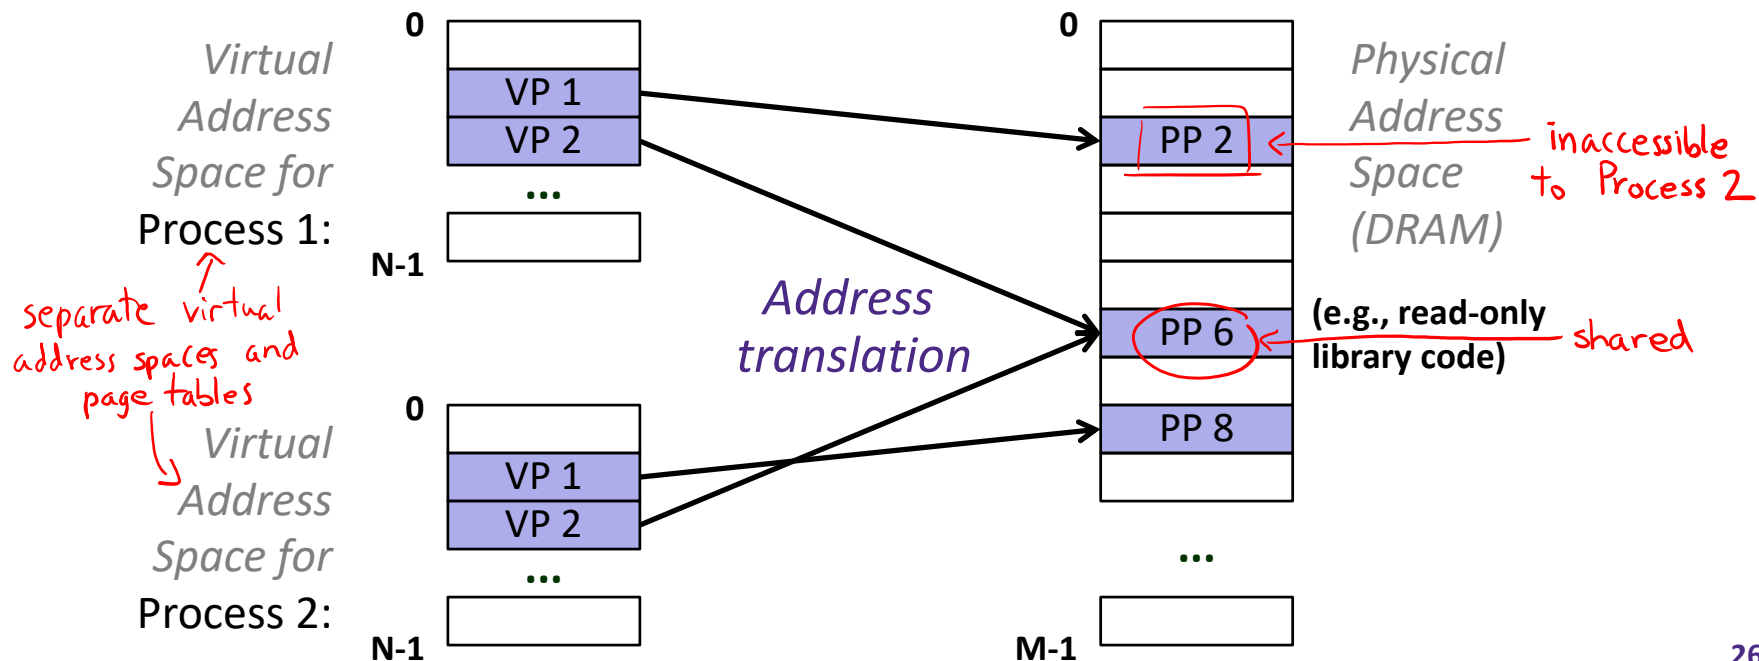 Virtual
Address
Space for
Process 1:
0
VP 1
VP 2
...
N-1
separate virtual
address spaces and
page tables
Virtual
Address
Space for
Process 2:
0
VP 1
VP 2
...
N-1
Address
translation
0
PP 2
PP 6
PP 8
...
M-1
Physical
Address
Space
(DRAM)
inaccessible
to Process 2
(e.g., read-only
library code)
shared
26